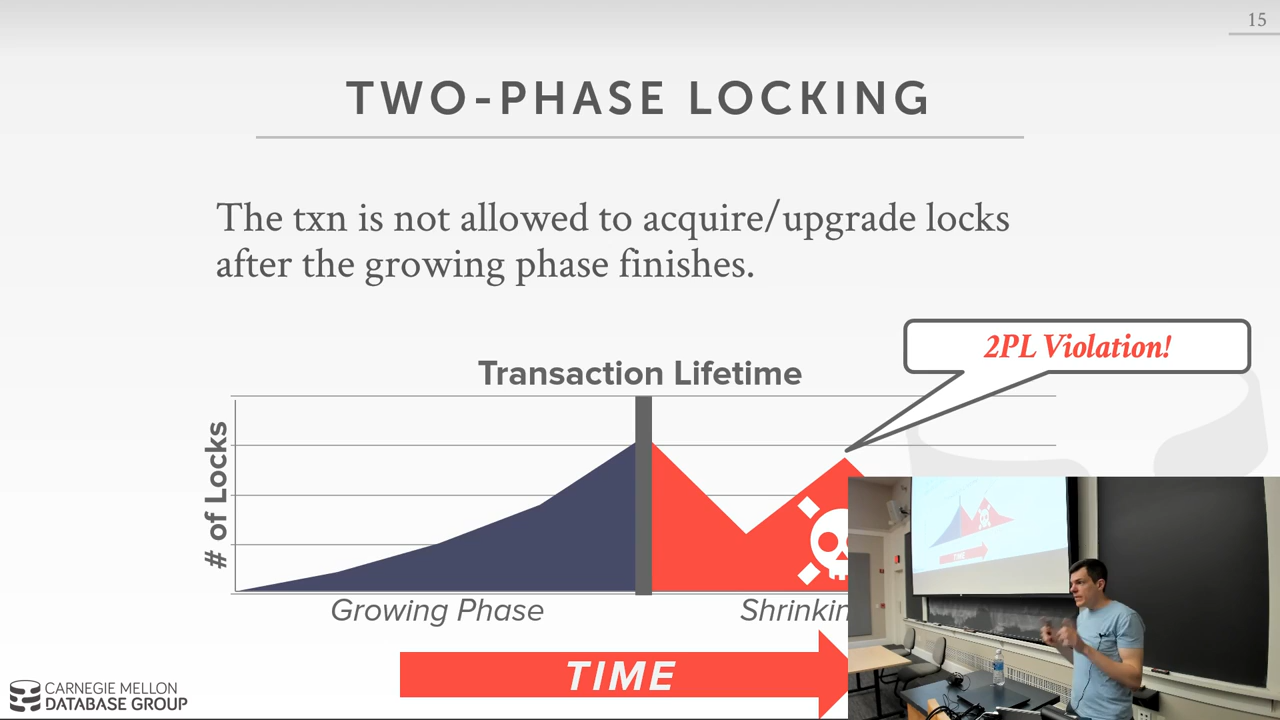 15
TWO-PHASE LOCKING
The txn is not allowed to acquire/upgrade locks
after the growing phase finishes.
2PL Violation!
Transaction Lifetime
# of Locks
Growing Phase
Shrinkin
TIME
CARNEGIE MELLON
DATABASE GROUP
TIME